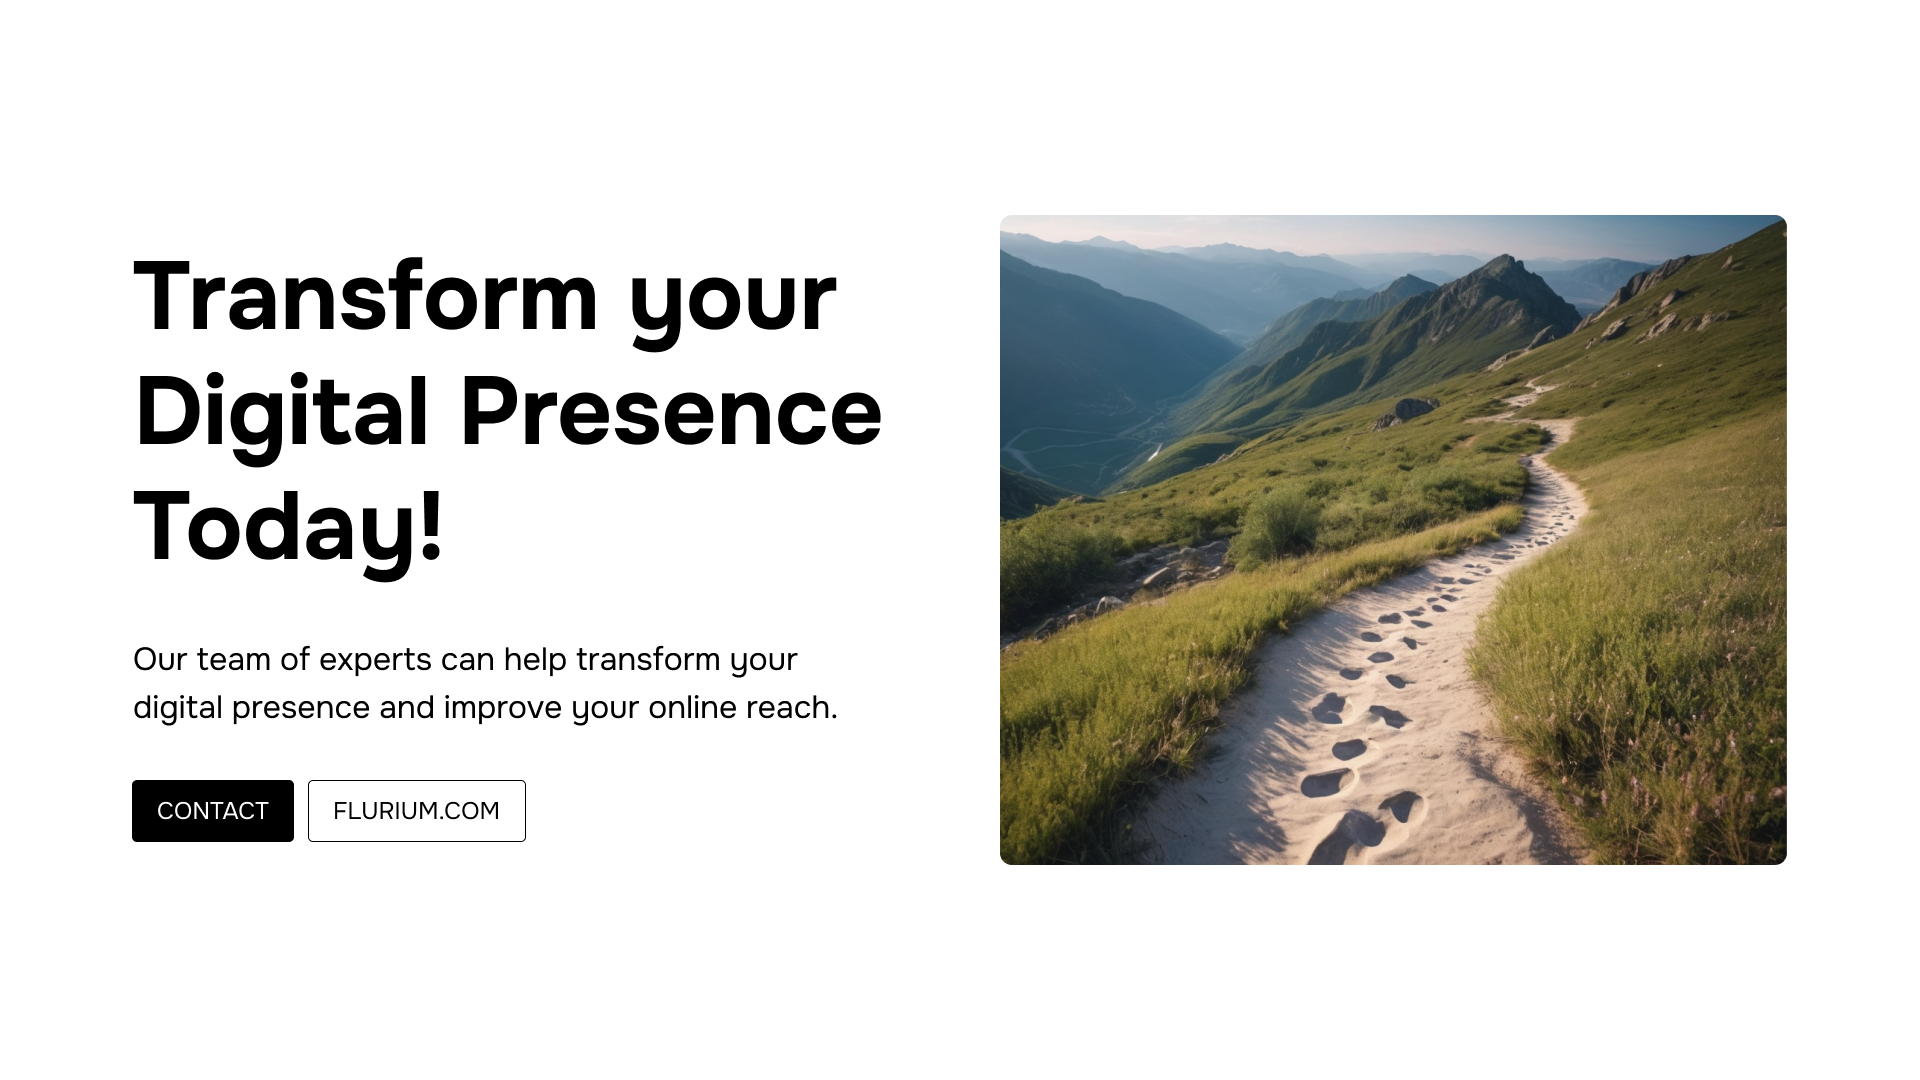 Transform your
Digital Presence
Today!
Our team of experts can help transform your
digital presence and improve your online reach.
CONTACT
FLURIUM.COM